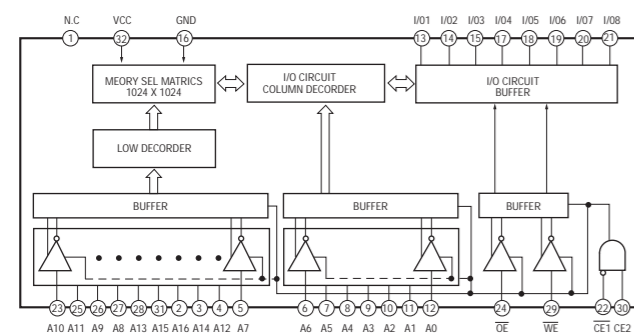 N.C VCC GND I/01 I/02 I/03 I/04 I/05 I/06 I/07 I/08
1 32 16 13 14 15 17 18 19 20 21
MEORY SEL MATRICS
1024 X 1024
I/O CIRCUIT
COLUMN DECORDER
I/O CIRCUIT
BUFFER
LOW DECORDER
BUFFER BUFFER BUFFER
23 25 26 27 28 31 2 3 4 5 6 7 8 9 10 11 12 24 29 22 30
A10 A11 A9 A8 A13 A15 A16 A14 A12 A7 A6 A5 A4 A3 A2 A1 A0 OE WE CE1 CE2